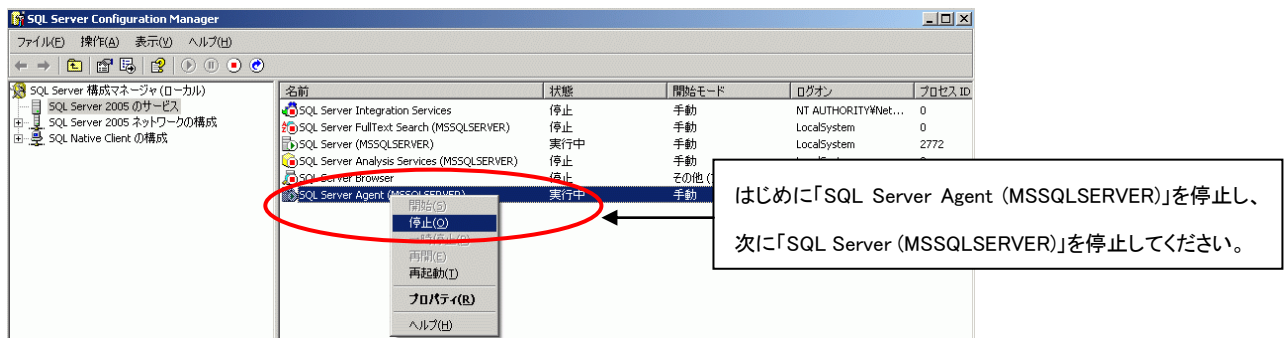 SQL Server Configuration Manager
ファイル(F) 操作(A) 表示(V) ヘルプ(H)
SQL Server 構成マネージャ(ローカル)
SQL Server 2005 のサービス
SQL Server 2005 ネットワークの構成
SQL Native Client の構成
名前 状態 開始モード ログオン プロセス ID
SQL Server Integration Services 停止 手動 NT AUTHORITY¥Net... 0
SQL Server FullText Search (MSSQLSERVER) 停止 手動 LocalSystem 0
SQL Server (MSSQLSERVER) 実行中 手動 LocalSystem 2772
SQL Server Analysis Services (MSSQLSERVER) 停止 手動
SQL Server Browser 停止 その他
SQL Server Agent (MSSQLSERVER) 実行中 手動
開始(S)
停止(O)
一時停止(P)
再開(E)
再起動(T)
プロパティ(R)
ヘルプ(H)
はじめに「SQL Server Agent (MSSQLSERVER)」を停止し、
次に「SQL Server (MSSQLSERVER)」を停止してください。